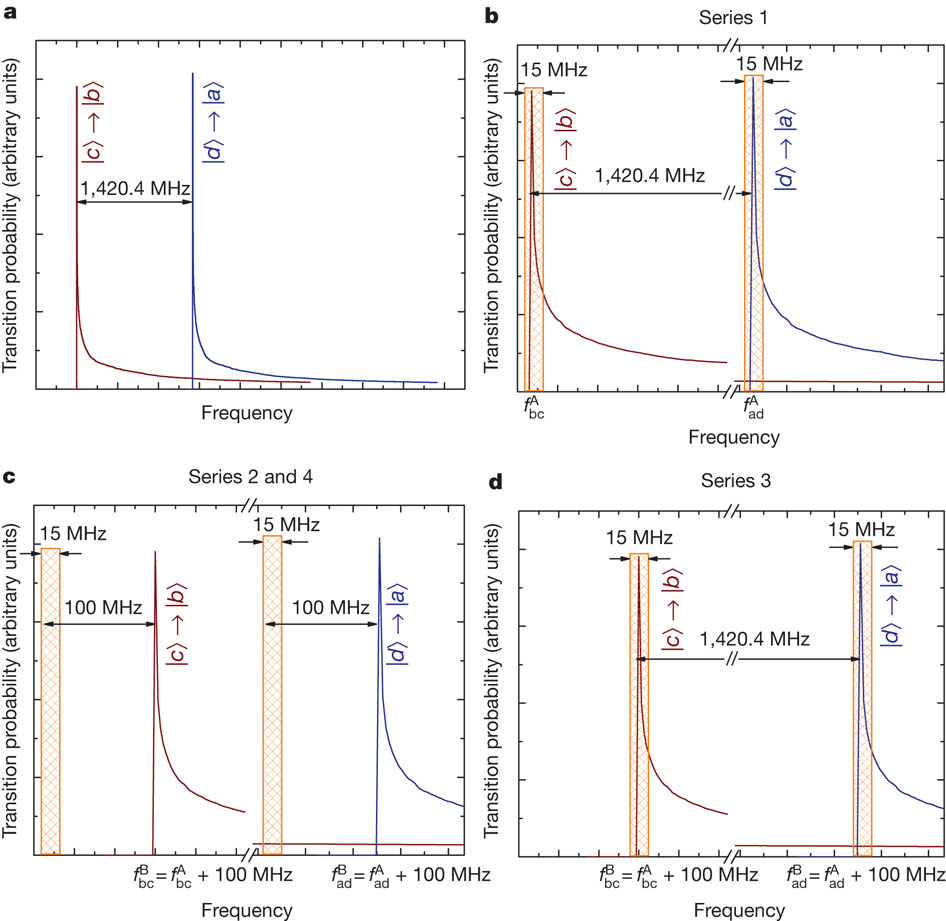 a
Transition probability (arbitrary units)
|c⟩ → |b⟩
|d⟩ → |a⟩
1,420.4 MHz
Frequency
b
Series 1
Transition probability (arbitrary units)
15 MHz
15 MHz
|c⟩ → |b⟩
|d⟩ → |a⟩
1,420.4 MHz
f^A_bc
f^A_ad
Frequency
c
Series 2 and 4
Transition probability (arbitrary units)
15 MHz
15 MHz
100 MHz
100 MHz
|c⟩ → |b⟩
|d⟩ → |a⟩
f^B_bc = f^A_bc + 100 MHz
f^B_ad = f^A_ad + 100 MHz
Frequency
d
Series 3
Transition probability (arbitrary units)
15 MHz
15 MHz
|c⟩ → |b⟩
|d⟩ → |a⟩
1,420.4 MHz
f^B_bc = f^A_bc + 100 MHz
f^B_ad = f^A_ad + 100 MHz
Frequency